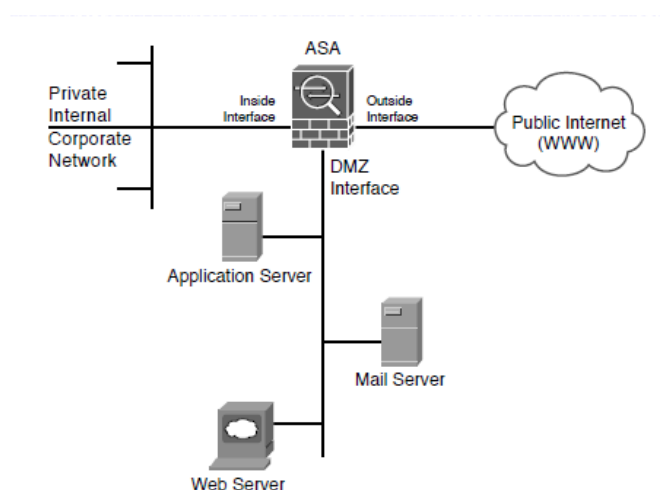 ASA
Private
Internal
Corporate
Network
Inside
Interface
Outside
Interface
Public Internet
(WWW)
DMZ
Interface
Application Server
Mail Server
Web Server